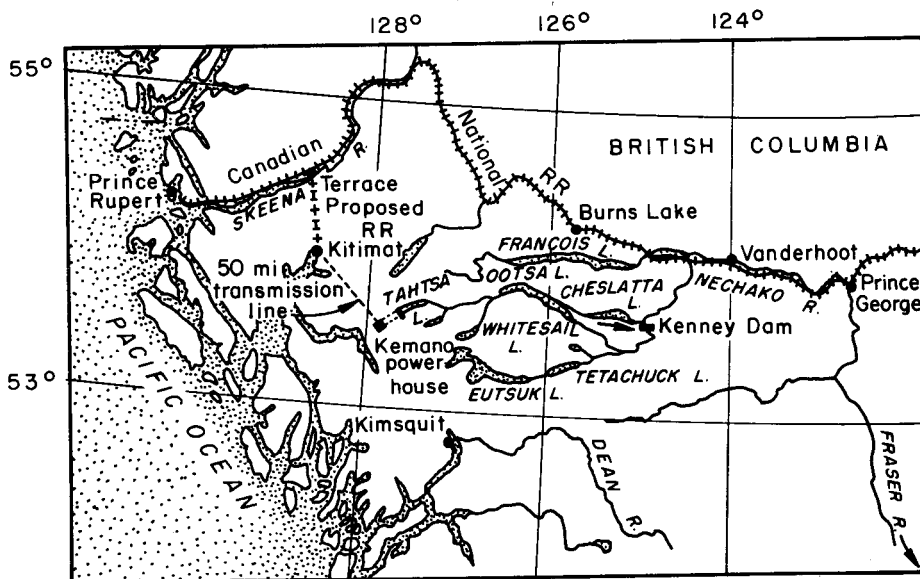 128° 126° 124°
55°
BRITISH COLUMBIA
Canadian
National
RR
Prince
Rupert
SKEENA R.
Terrace
Proposed
RR
Kitimat
Burns Lake
FRANÇOIS L.
Vanderhoof
50 mi.
transmission
line
TAHTSA
L.
OOTSA L.
CHESLATTA
L.
NECHAKO
R.
Prince
George
WHITESAIL
L.
Kenney Dam
Kemano
power
house
EUTSUK L.
TETACHUCK L.
53°
PACIFIC
OCEAN
Kimsquit
DEAN
R.
FRASER R.